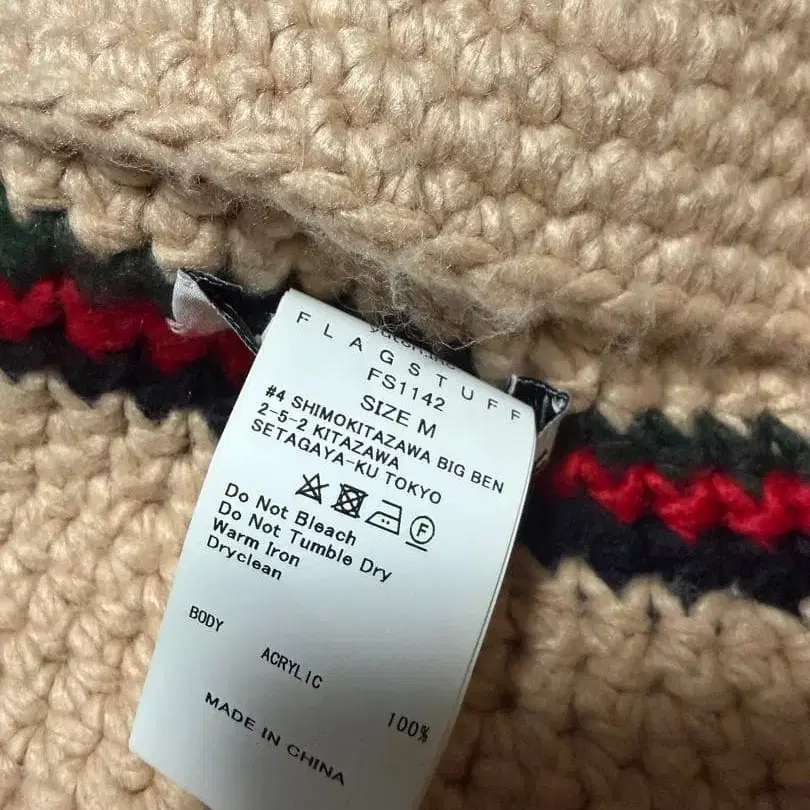 FLAGSTUFF
FS1142
SIZE M
#4 SHIMOKITAZAWA BIG BEN
2-5-2 KITAZAWA
SETAGAYA-KU TOKYO
F
Do Not Bleach
Do Not Tumble Dry
Warm Iron
Dryclean
BODY
ACRYLIC
100%
MADE IN CHINA